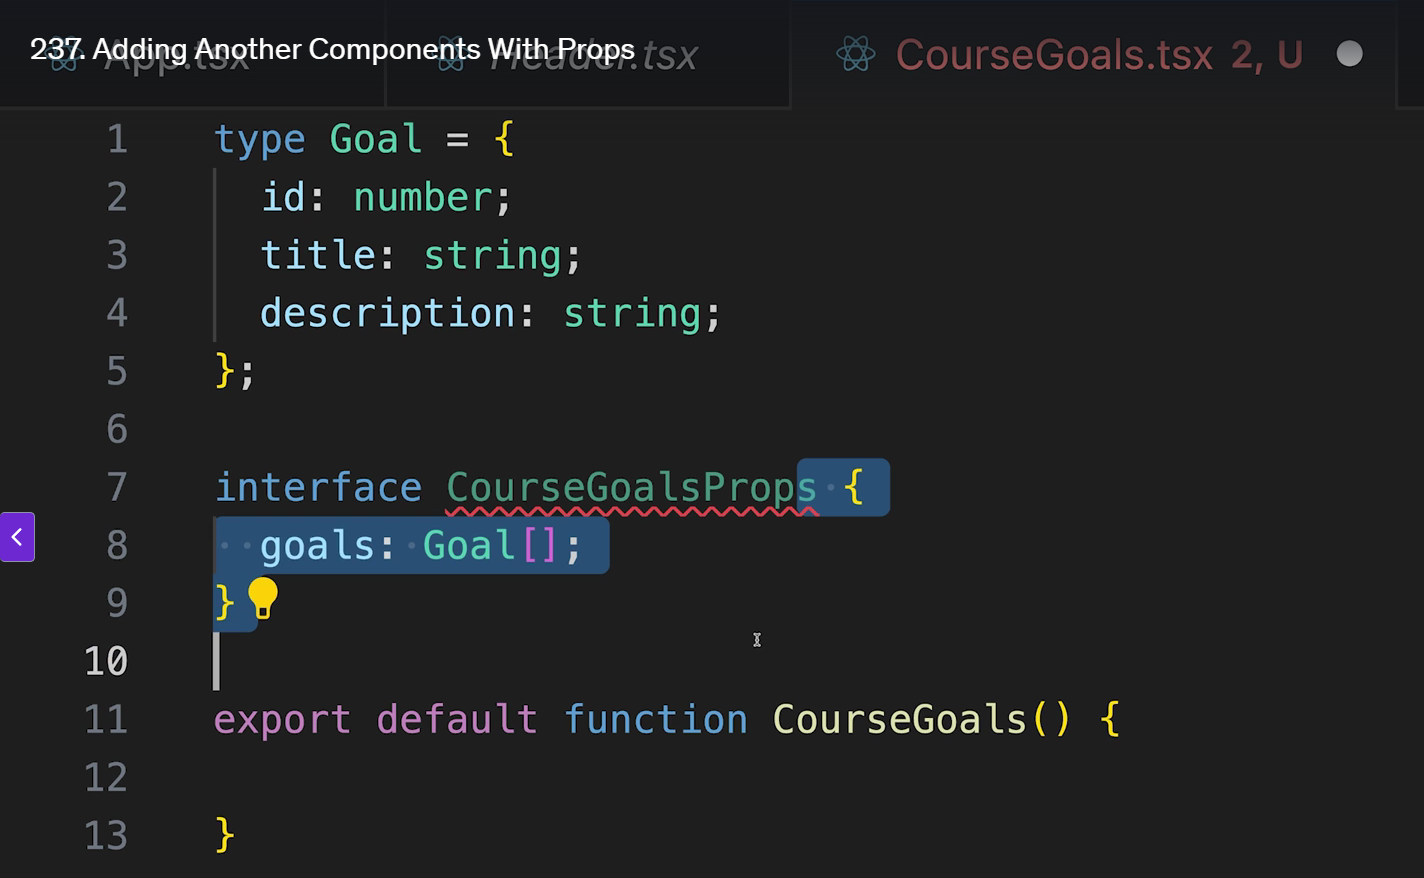 237. Adding Another Components With Props
App.tsx
Header.tsx
CourseGoals.tsx 2, U
1 type Goal = {
2 id: number;
3 title: string;
4 description: string;
5 };
6
7 interface CourseGoalsProps {
8 goals: Goal[];
9 }
10
11 export default function CourseGoals() {
12
13 }